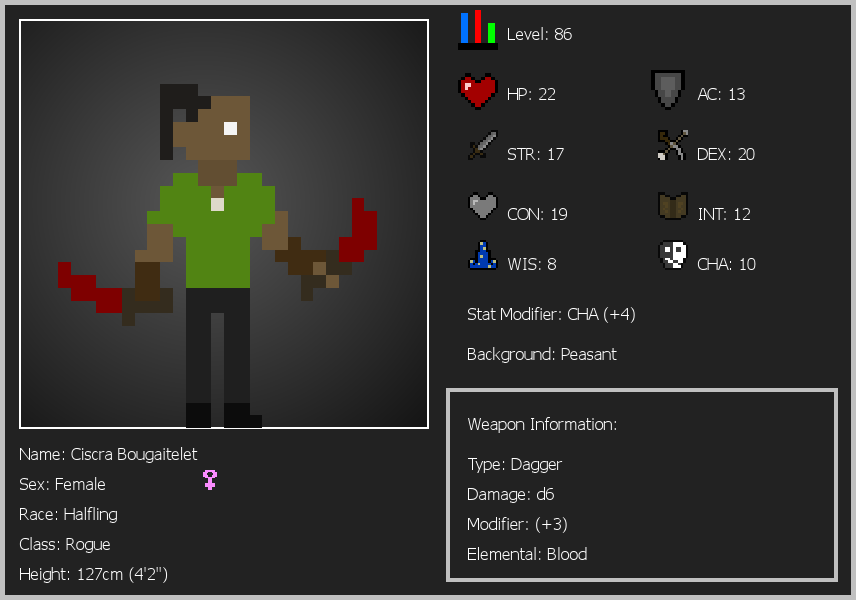 Level: 86
HP: 22
AC: 13
STR: 17
DEX: 20
CON: 19
INT: 12
WIS: 8
CHA: 10
Stat Modifier: CHA (+4)
Background: Peasant
Weapon Information:
Type: Dagger
Damage: d6
Modifier: (+3)
Elemental: Blood
Name: Ciscra Bougaitelet
Sex: Female
Race: Halfling
Class: Rogue
Height: 127cm (4'2")